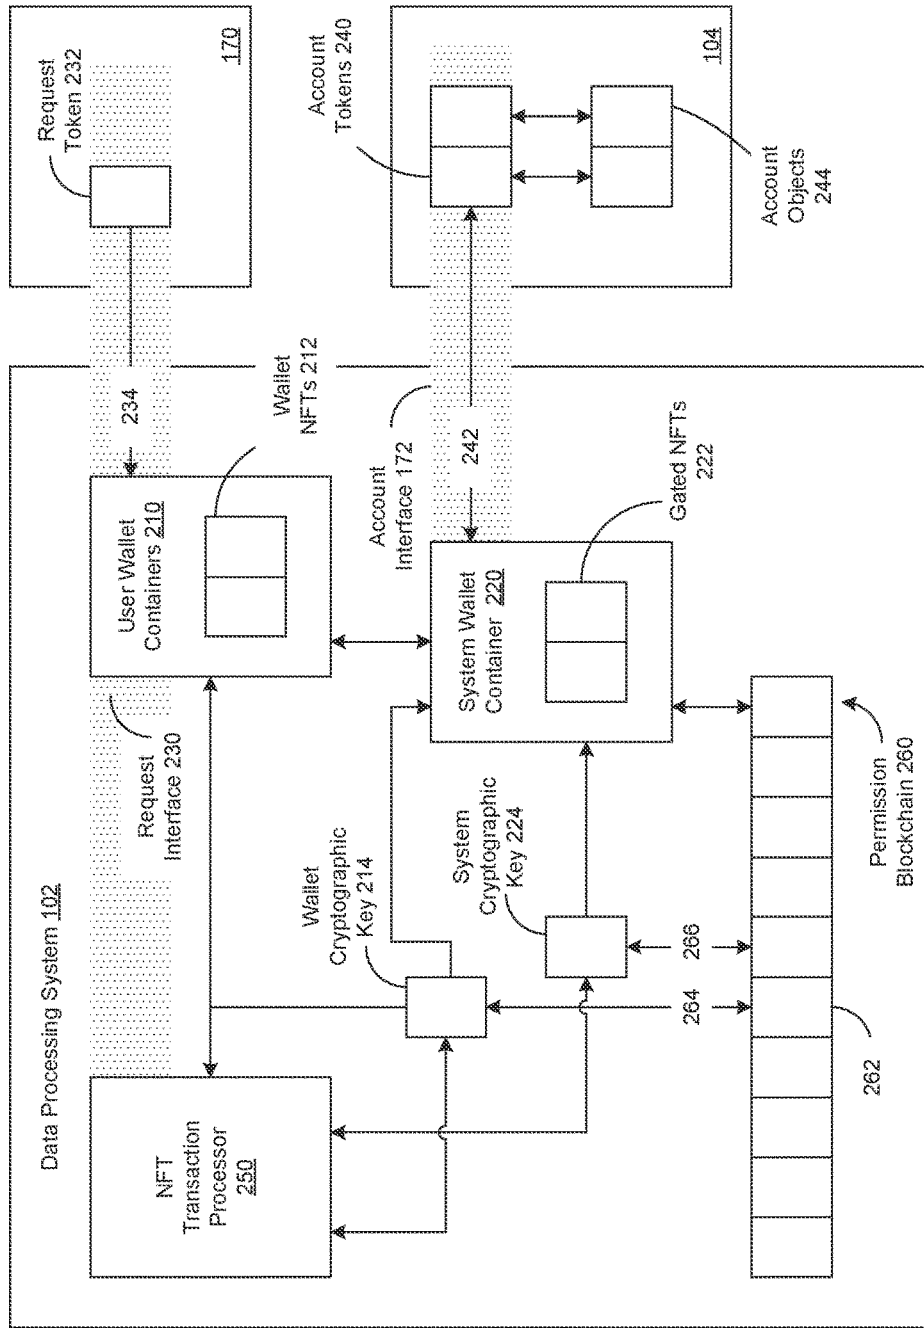 Data Processing System 102
NFT
Transaction
Processor
250
Request
Interface 230
User Wallet
Containers 210
Wallet
NFTs 212
234
Request
Token 232
170
Wallet
Cryptographic
Key 214
System
Cryptographic
Key 224
System Wallet
Container 220
Account
Interface 172
242
Gated NFTs
222
Account
Tokens 240
104
Account
Objects
244
264
266
262
Permission
Blockchain 260